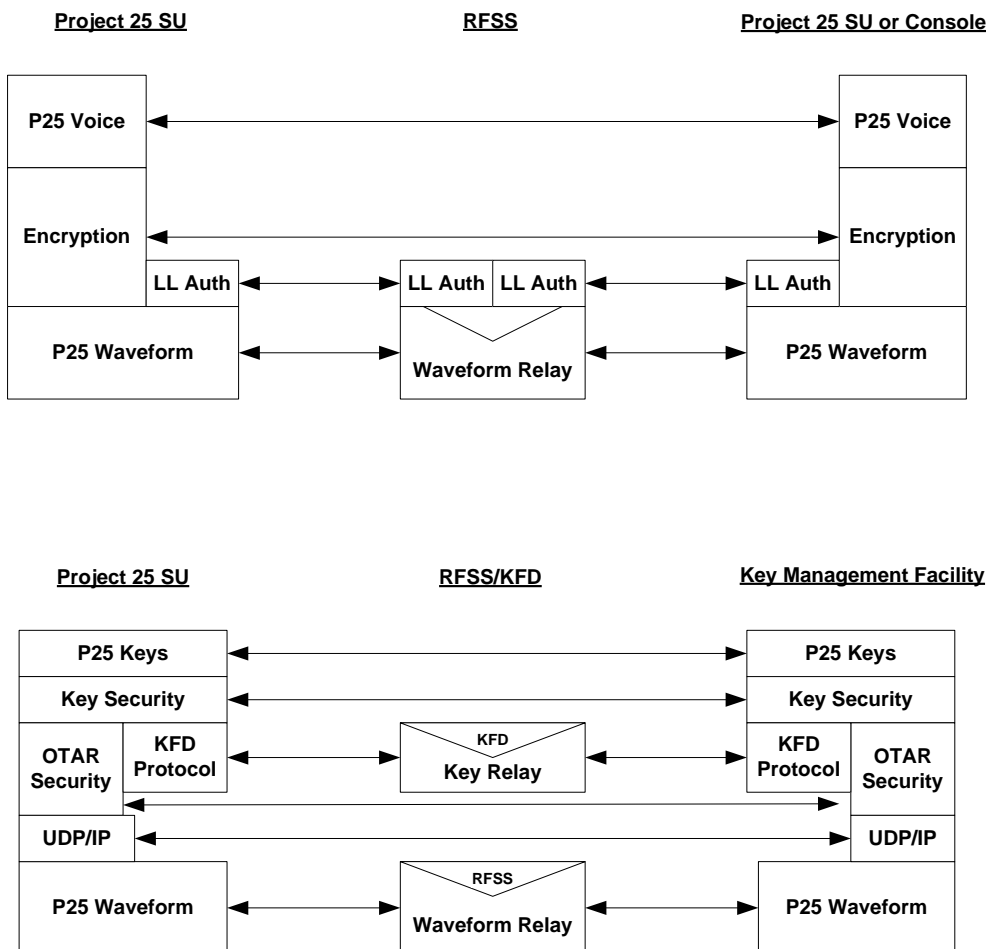 Project 25 SU
RFSS
Project 25 SU or Console
P25 Voice
P25 Voice
Encryption
Encryption
LL Auth
LL Auth
LL Auth
LL Auth
P25 Waveform
Waveform Relay
P25 Waveform
Project 25 SU
RFSS/KFD
Key Management Facility
P25 Keys
P25 Keys
Key Security
Key Security
OTAR
Security
KFD
Protocol
KFD
Key Relay
KFD
Protocol
OTAR
Security
UDP/IP
UDP/IP
P25 Waveform
RFSS
Waveform Relay
P25 Waveform